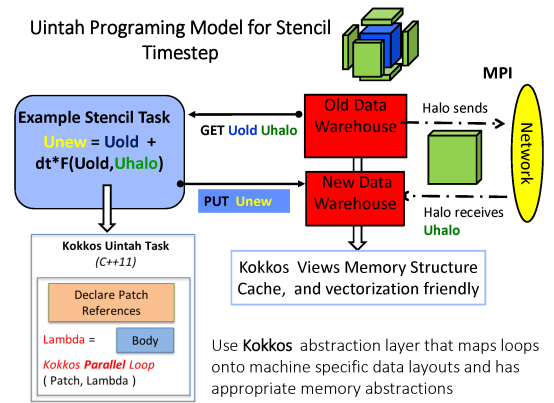 Uintah Programing Model for Stencil
Timestep
MPI
Example Stencil Task
Unew = Uold +
dt*F(Uold,Uhalo)
GET Uold Uhalo
Old Data
Warehouse
Halo sends
Network
PUT Unew
New Data
Warehouse
Halo receives
Uhalo
Kokkos Uintah Task
(C++11)
Declare Patch
References
Lambda =
Body
Kokkos Parallel Loop
( Patch, Lambda )
Kokkos Views Memory Structure
Cache, and vectorization friendly
Use Kokkos abstraction layer that maps loops
onto machine specific data layouts and has
appropriate memory abstractions